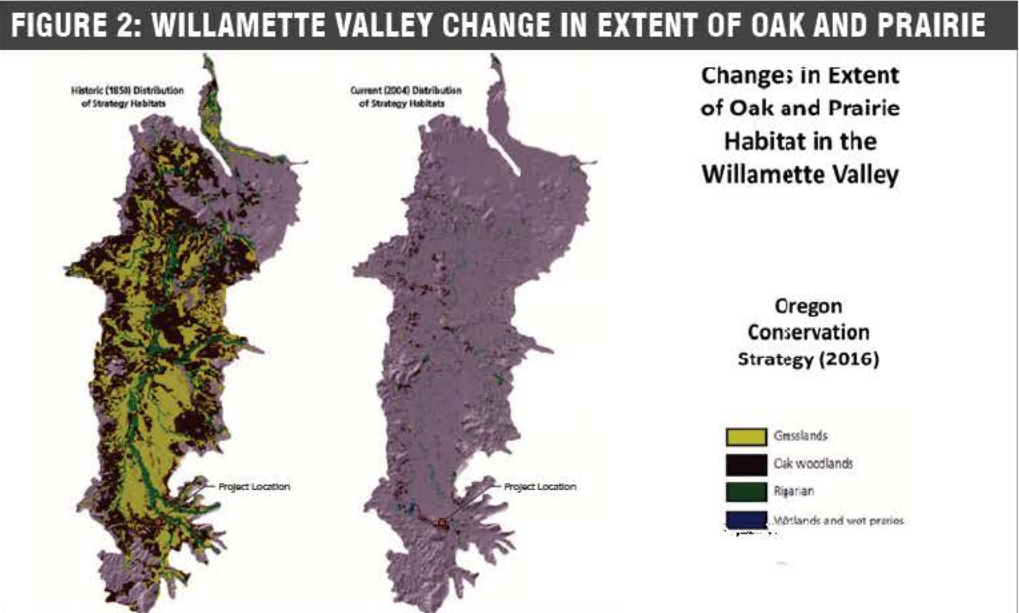 FIGURE 2: WILLAMETTE VALLEY CHANGE IN EXTENT OF OAK AND PRAIRIE
Historic (1850) Distribution
of Strategy Habitats
Current (2004) Distribution
of Strategy Habitats
Changes in Extent
of Oak and Prairie
Habitat in the
Willamette Valley
Oregon
Conservation
Strategy (2016)
Grasslands
Oak woodlands
Riparian
Wetlands and wet prairies
Project Location
Project Location